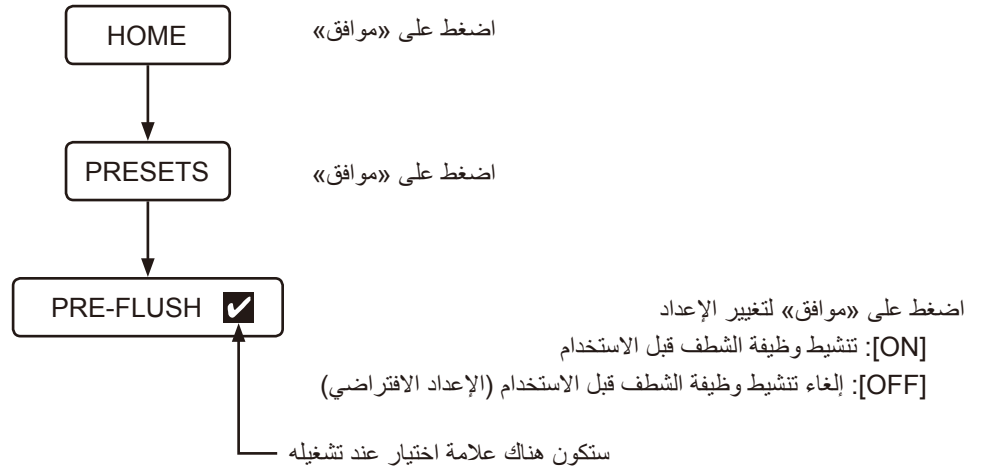 HOME
اضغط على «موافق»
PRESETS
اضغط على «موافق»
PRE-FLUSH ✔
اضغط على «موافق» لتغيير الإعداد
[ON]: تنشيط وظيفة الشطف قبل الاستخدام
[OFF]: إلغاء تنشيط وظيفة الشطف قبل الاستخدام (الإعداد الافتراضي)
ستكون هناك علامة اختيار عند تشغيله